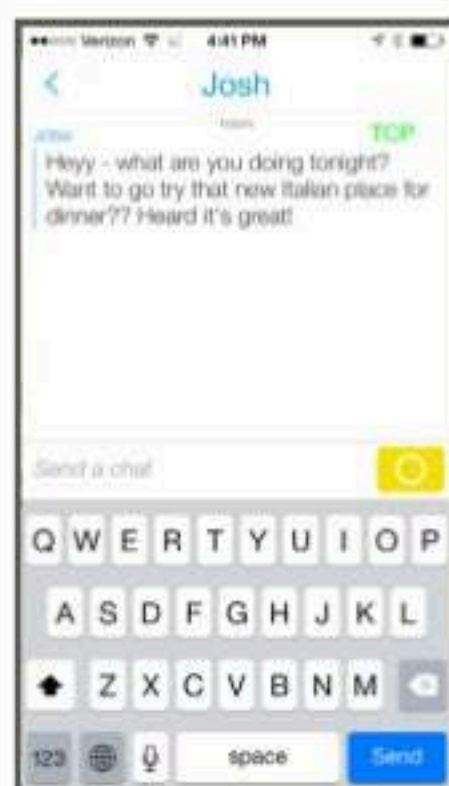 Verizon 4:41 PM
Josh
TCP
Heyy - what are you doing tonight?
Want to go try that new Italian place for
dinner?? Heard it's great!
Send a chat
Q W E R T Y U I O P
A S D F G H J K L
Z X C V B N M
123 space Send